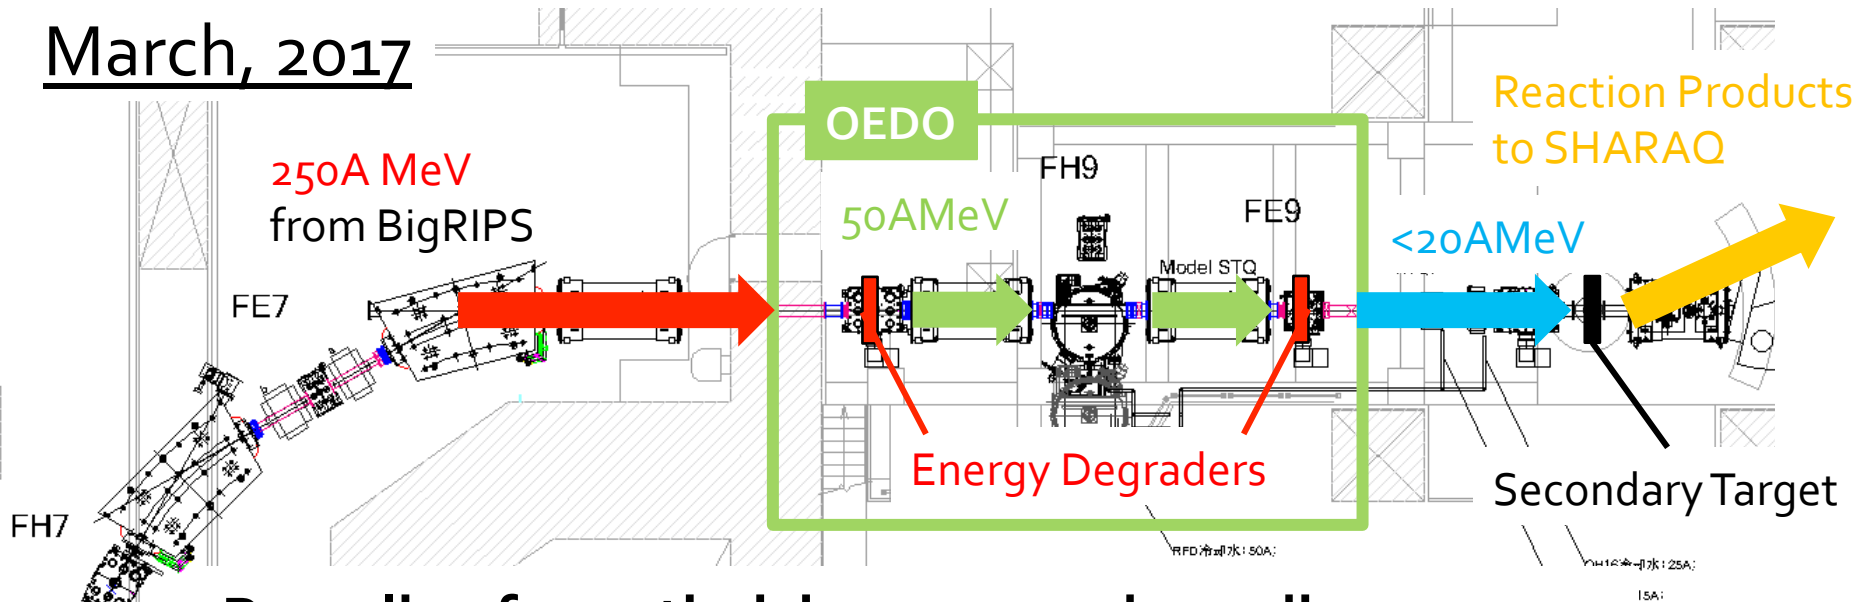 March, 2017
OEDO
Reaction Products
to SHARAQ
250A MeV
from BigRIPS
FH9
50AMeV
FE9
<20AMeV
Model STQ
FE7
Energy Degraders
Secondary Target
FH7